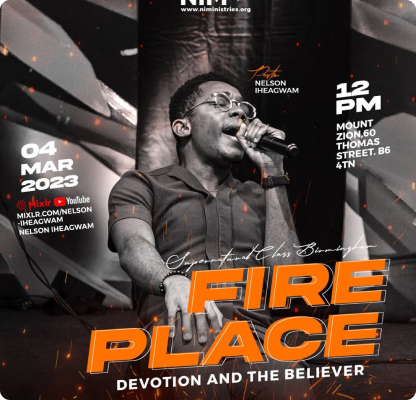 NIM
www.niministries.org
Pastor
NELSON
IHEAGWAM
12
PM
MOUNT
ZION,60
THOMAS
STREET. B6
4TN
04
MAR
2023
Mixlr YouTube
MIXLR.COM/NELSON
-IHEAGWAM
NELSON IHEAGWAM
Supernatural Class Birmingham
FIRE
PLACE
DEVOTION AND THE BELIEVER